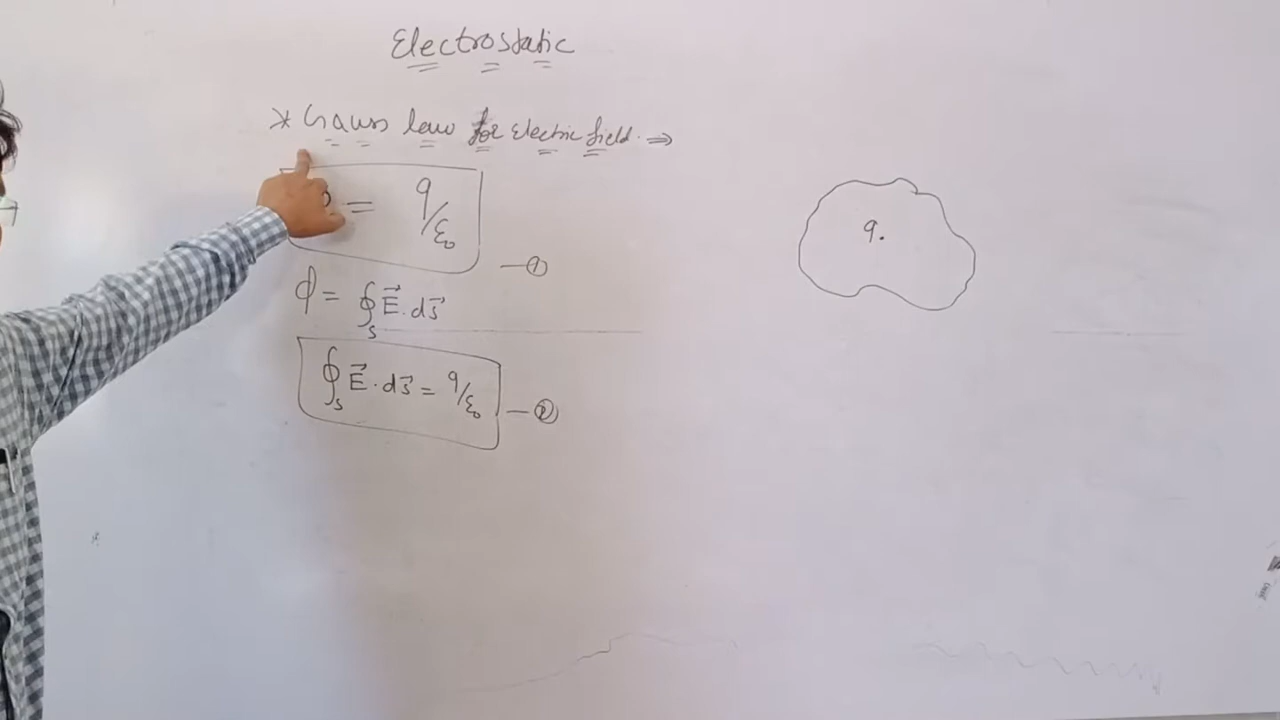 Electrostatic
* Gauss law for Electric field. ⇒
= q/ε₀ —①
ϕ = ∮ₛ E⃗.ds⃗
∮ₛ E⃗.ds⃗ = q/ε₀ —②
q.